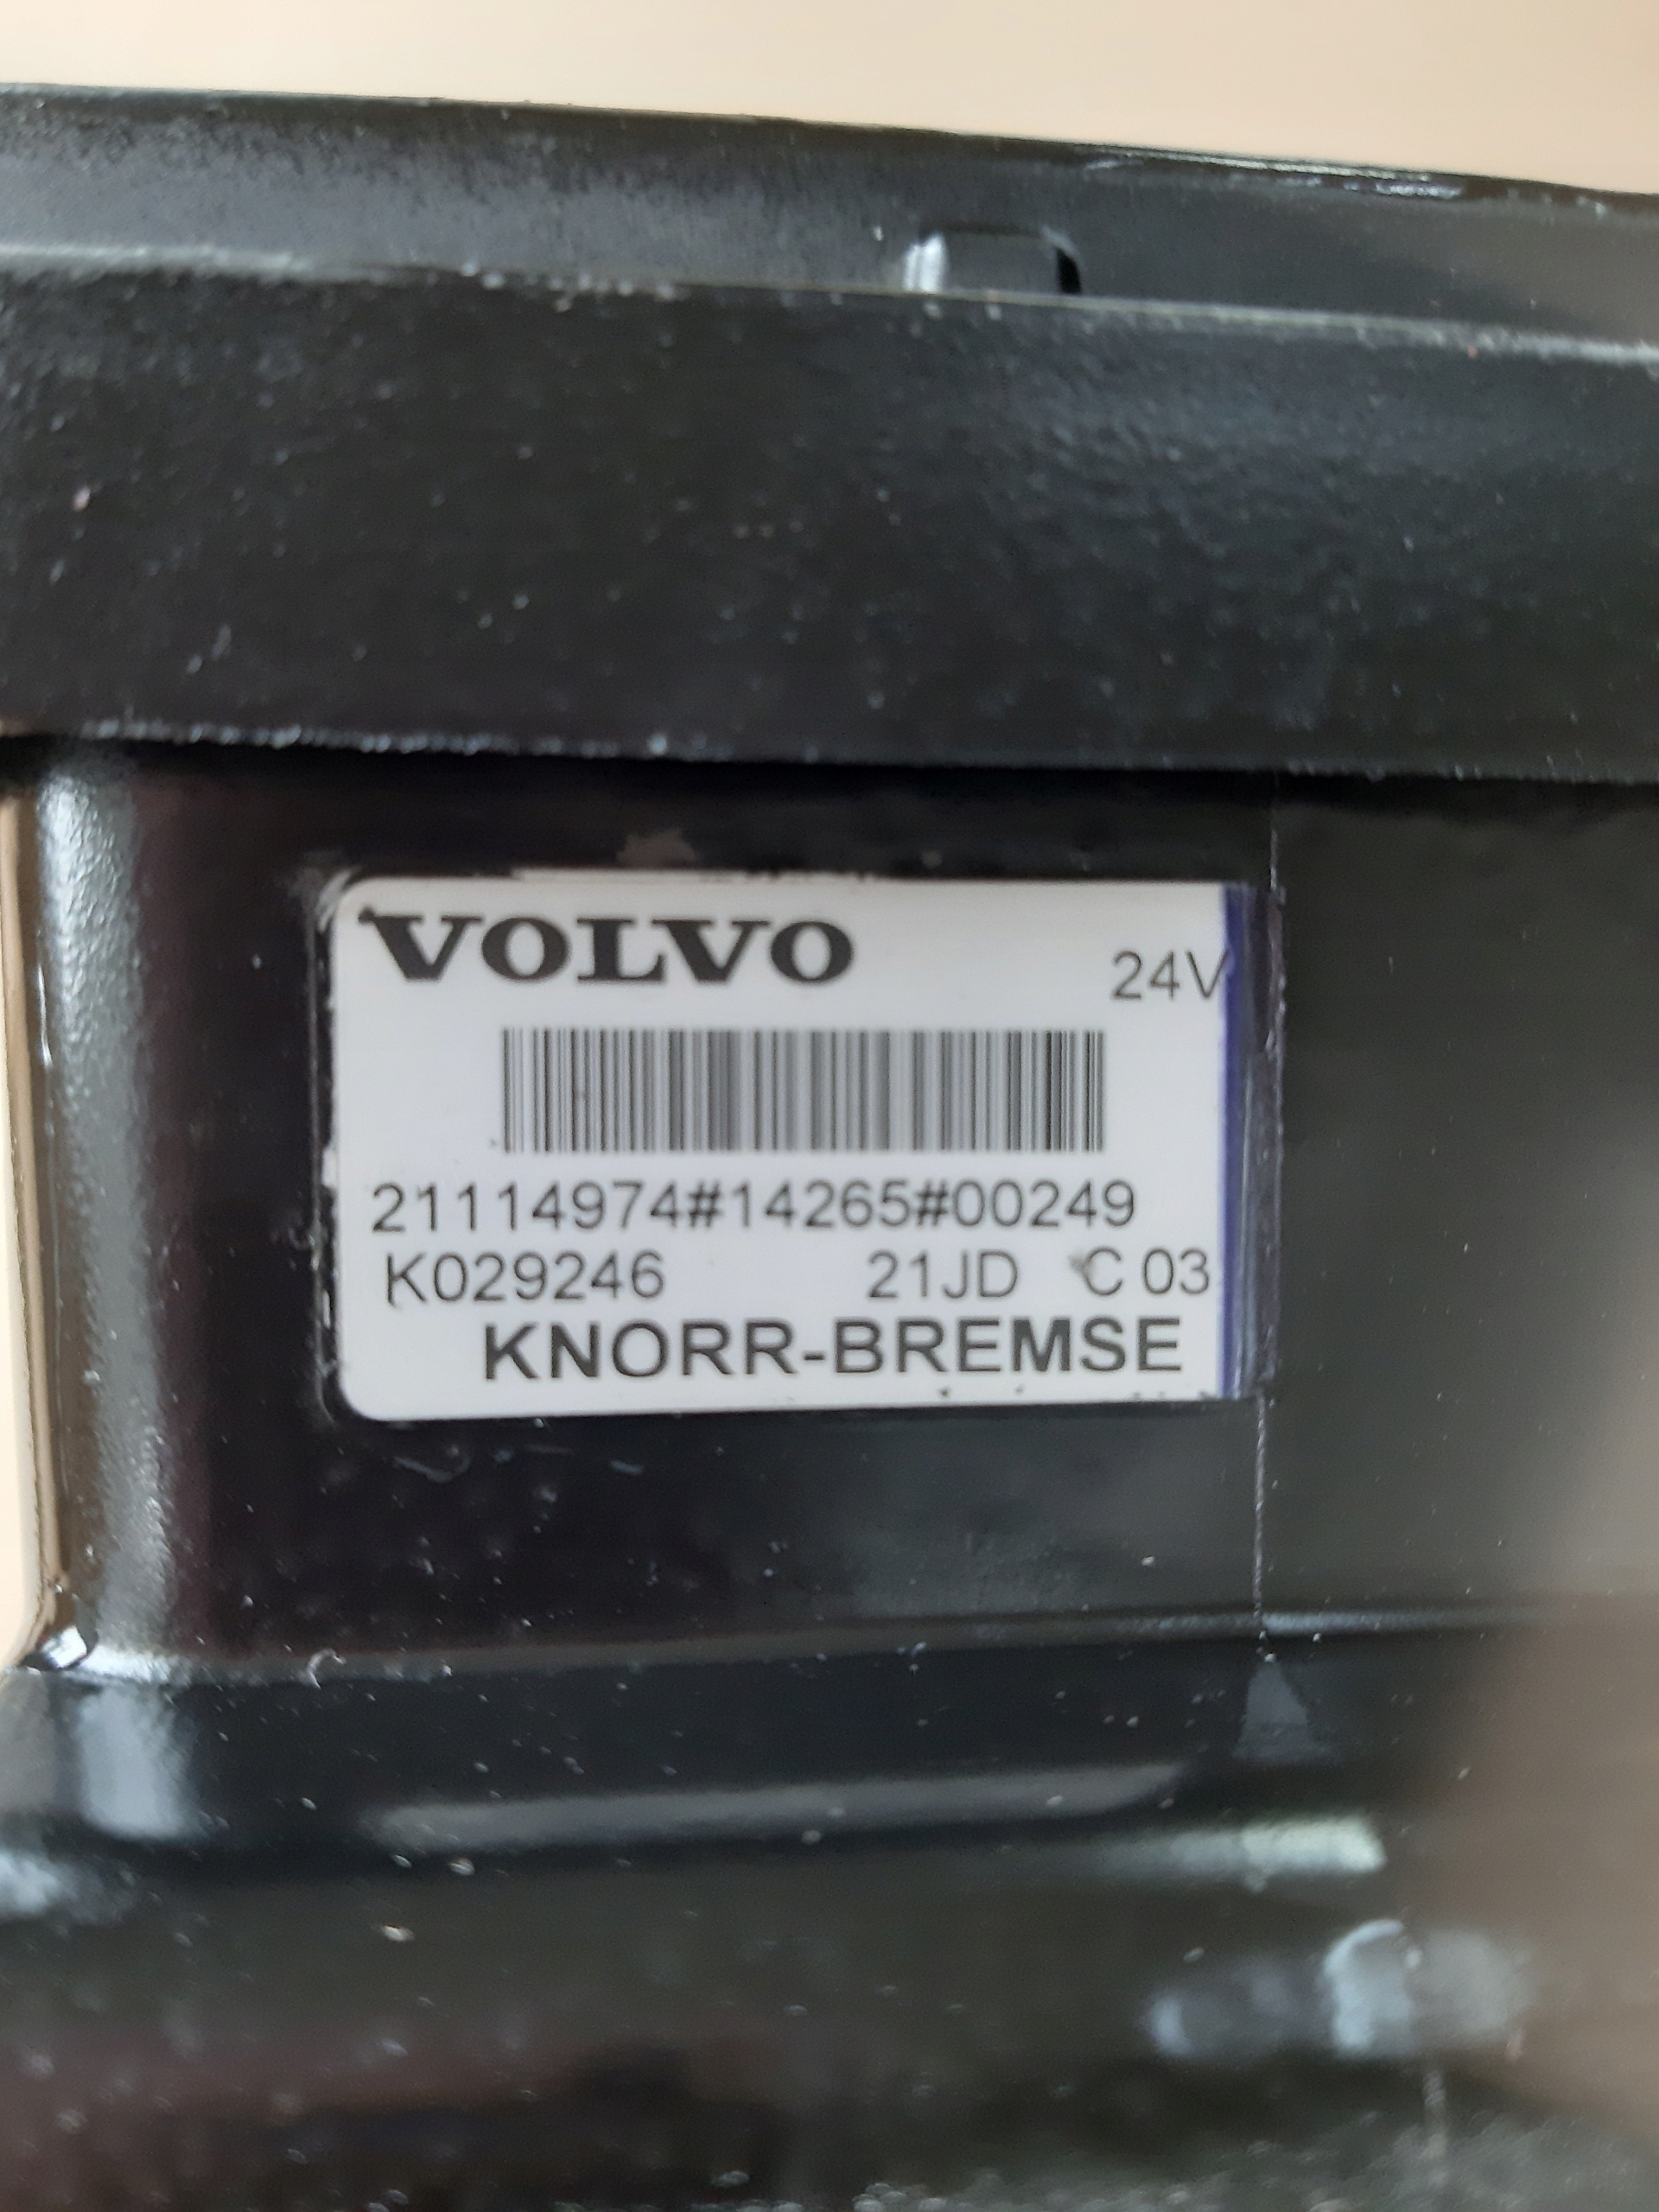 VOLVO 24V
21114974#14265#00249
K029246 21JD C 03
KNORR-BREMSE